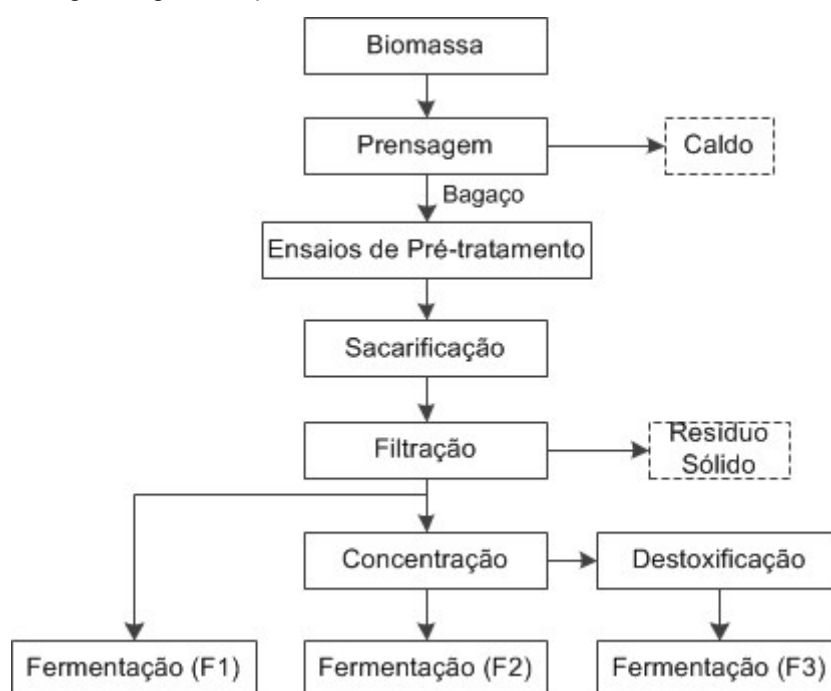 Biomassa
Prensagem
Caldo
Bagaço
Ensaios de Pré-tratamento
Sacarificação
Filtração
Resíduo
Sólido
Concentração
Destoxificação
Fermentação (F1)
Fermentação (F2)
Fermentação (F3)